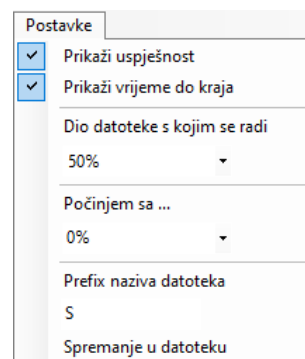 Postavke
Prikaži uspješnost
Prikaži vrijeme do kraja
Dio datoteke s kojim se radi
50%
Počinjem sa ...
0%
Prefix naziva datoteka
S
Spremanje u datoteku